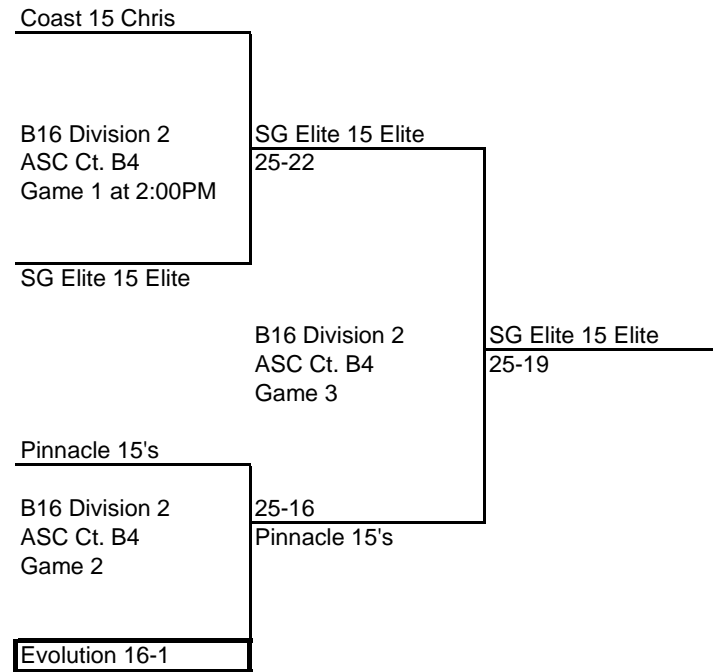 Coast 15 Chris
B16 Division 2
ASC Ct. B4
Game 1 at 2:00PM
SG Elite 15 Elite
25-22
SG Elite 15 Elite
B16 Division 2
ASC Ct. B4
Game 3
SG Elite 15 Elite
25-19
Pinnacle 15's
B16 Division 2
ASC Ct. B4
Game 2
25-16
Pinnacle 15's
Evolution 16-1